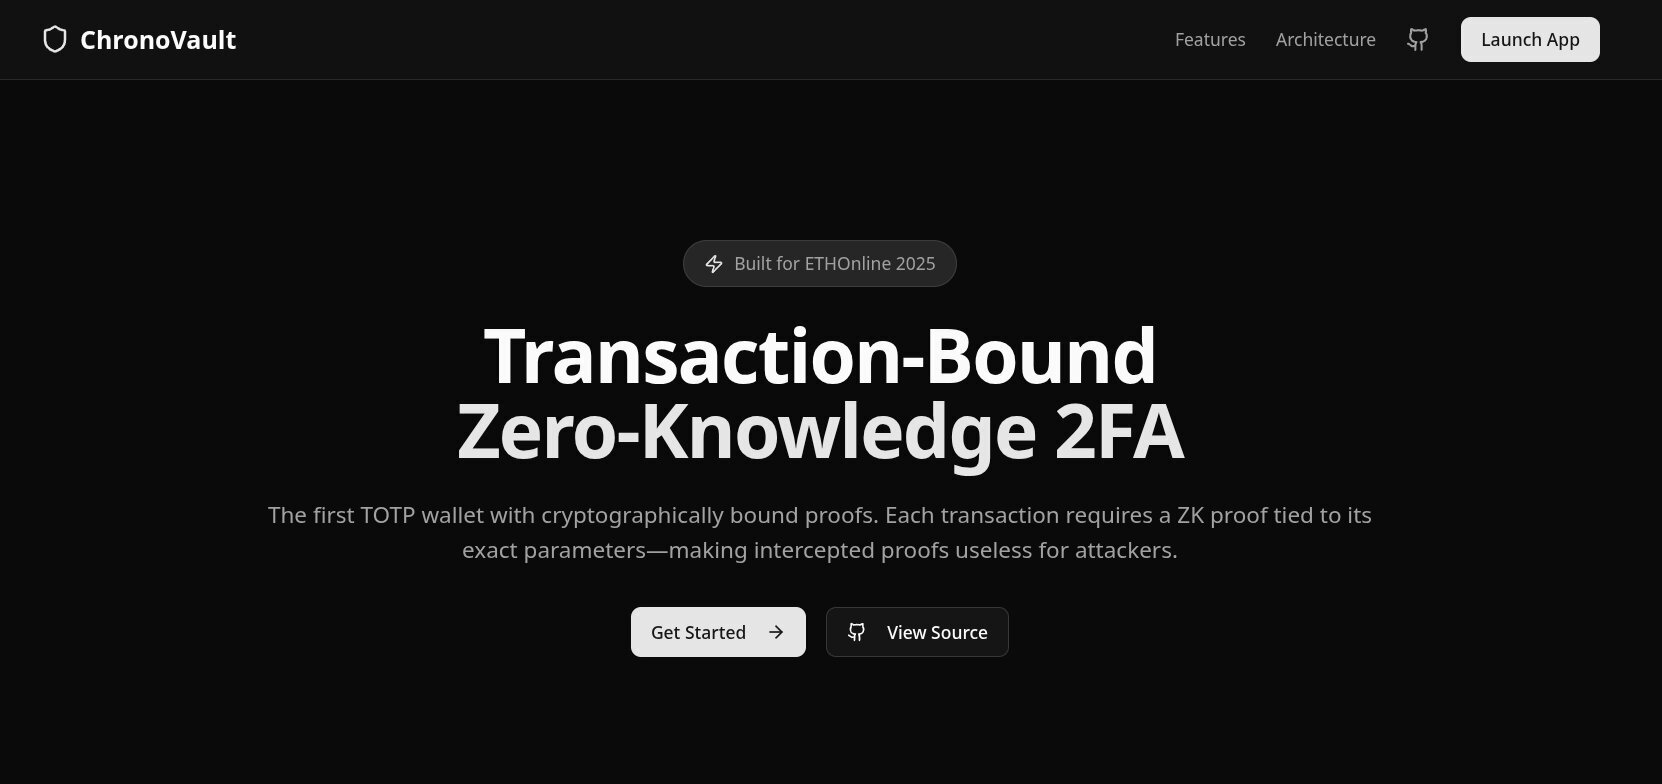 ChronoVault
Features
Architecture
Launch App
Built for ETHOnline 2025
Transaction-Bound
Zero-Knowledge 2FA
The first TOTP wallet with cryptographically bound proofs. Each transaction requires a ZK proof tied to its
exact parameters—making intercepted proofs useless for attackers.
Get Started
View Source